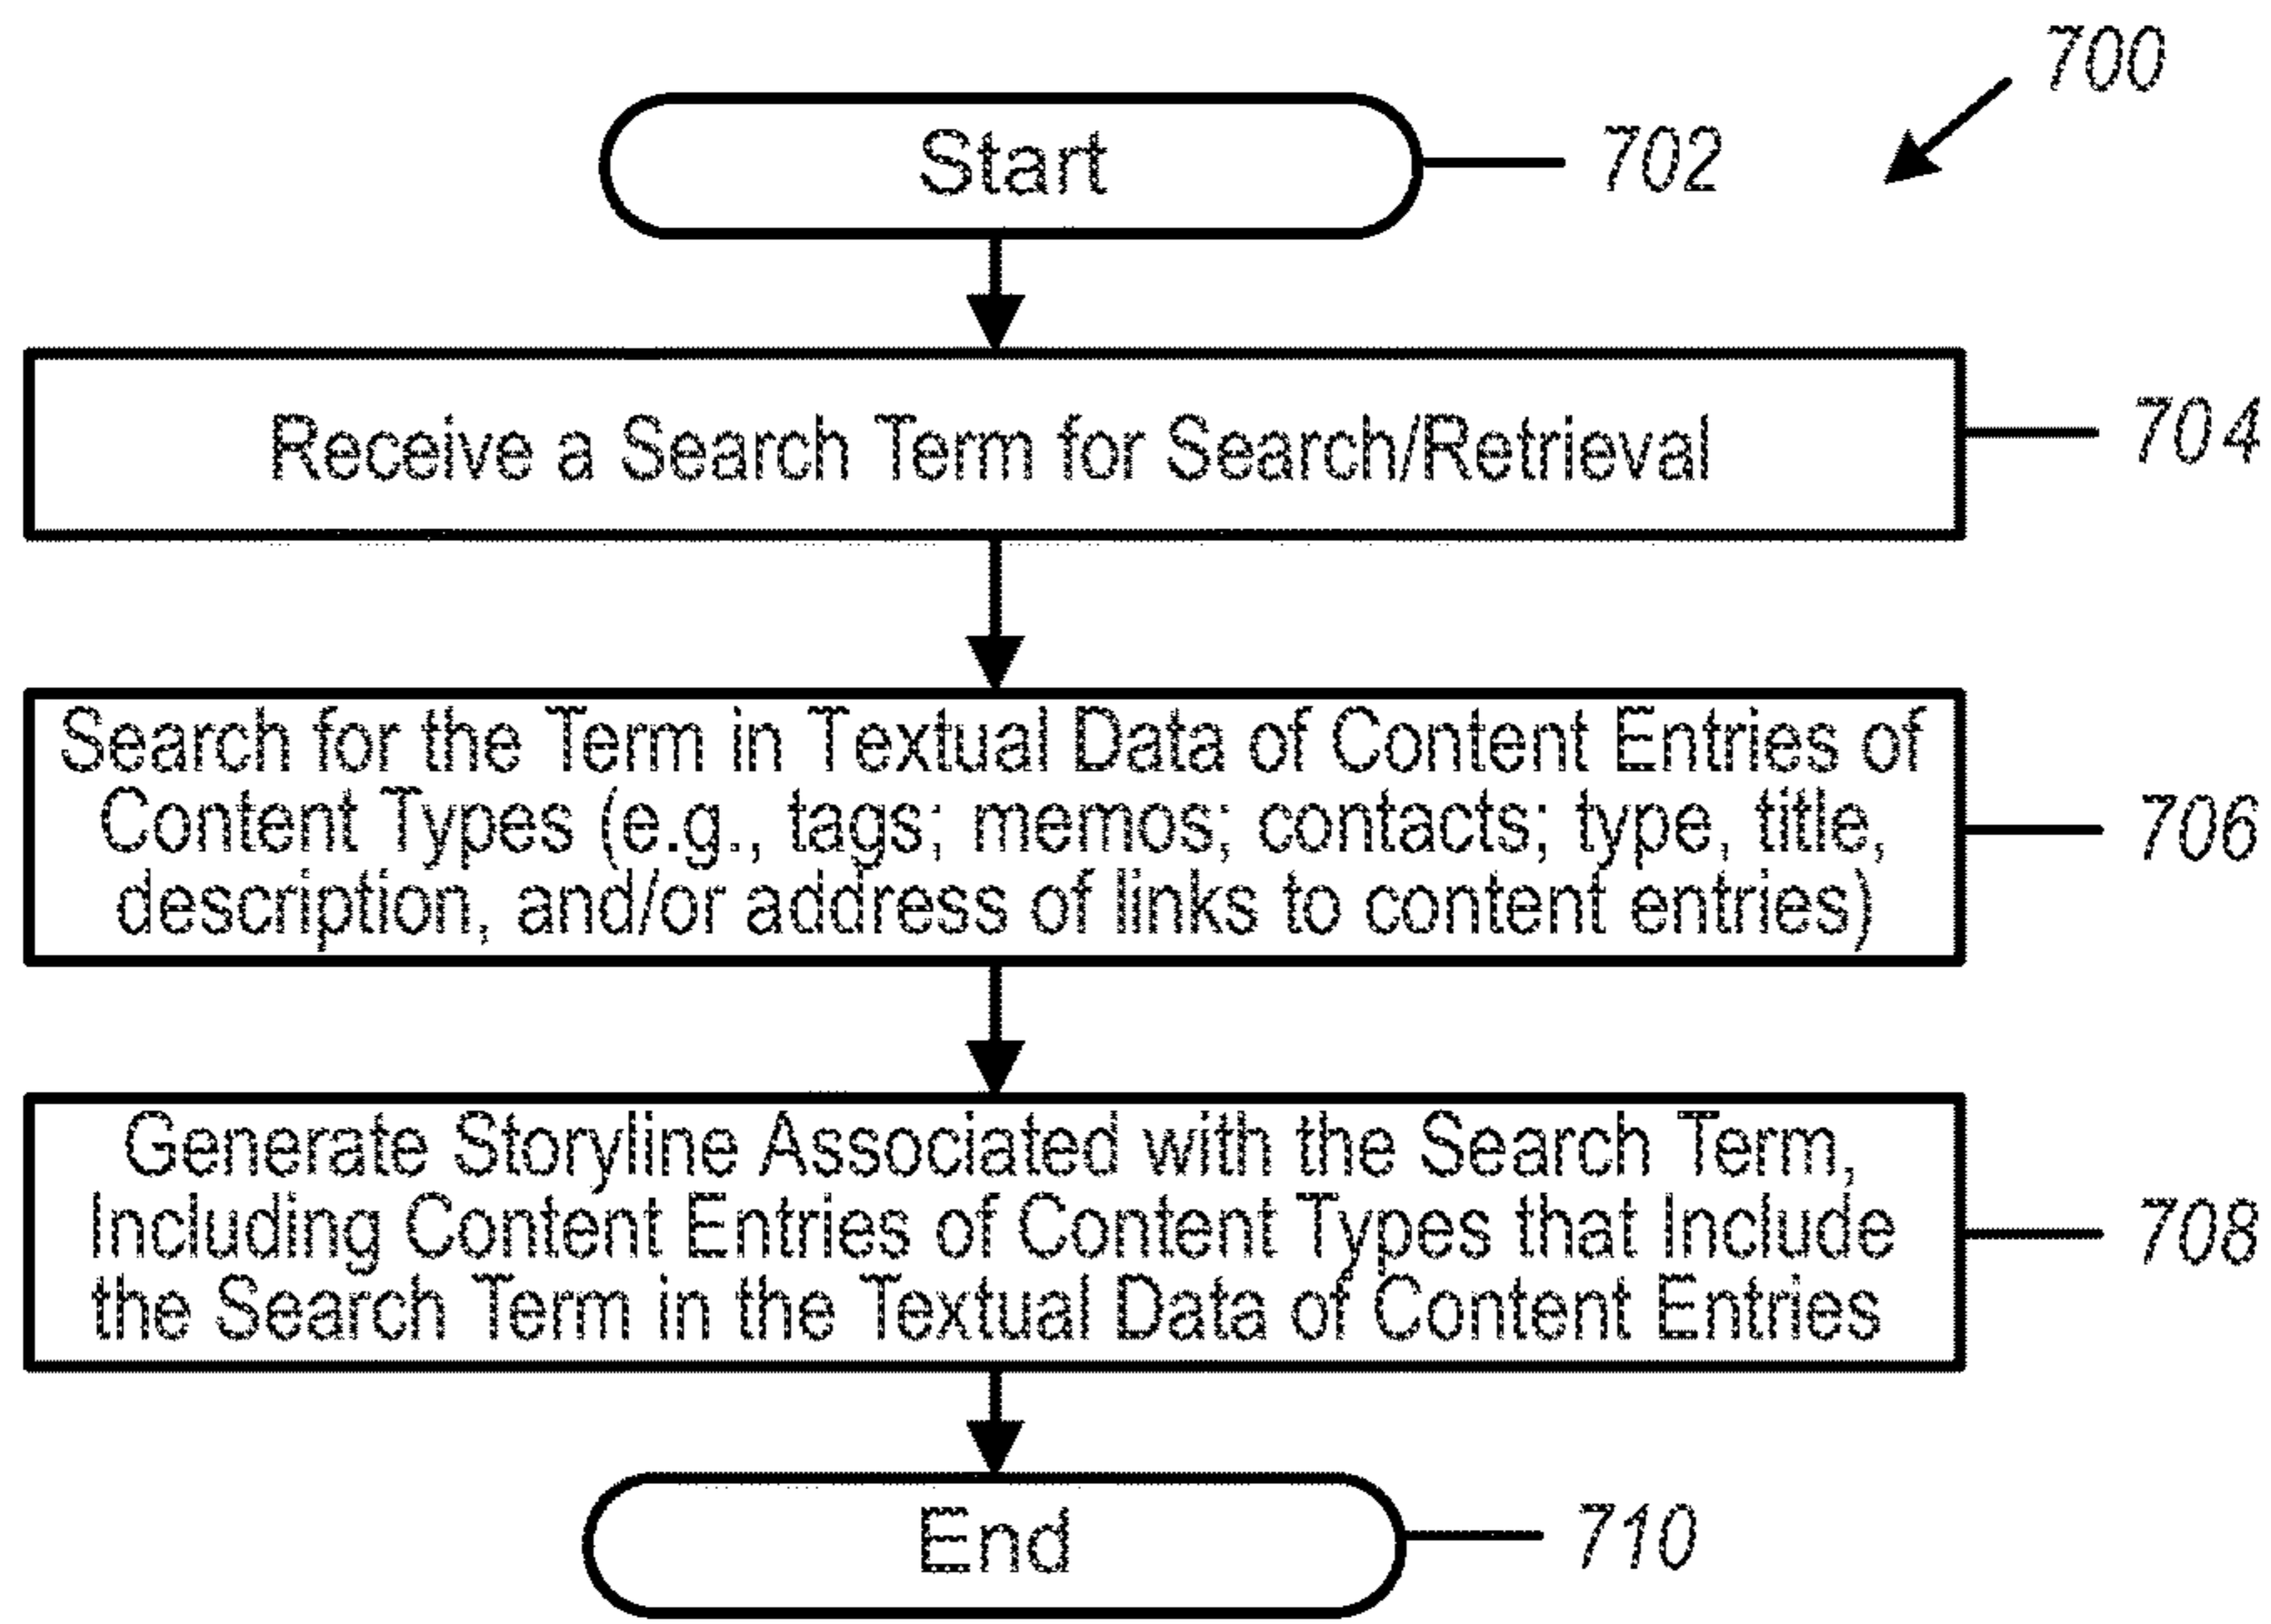 700
Start
702
Receive a Search Term for Search/Retrieval
704
Search for the Term in Textual Data of Content Entries of
Content Types (e.g., tags; memos; contacts; type, title,
description, and/or address of links to content entries)
706
Generate Storyline Associated with the Search Term,
Including Content Entries of Content Types that Include
the Search Term in the Textual Data of Content Entries
708
End
710